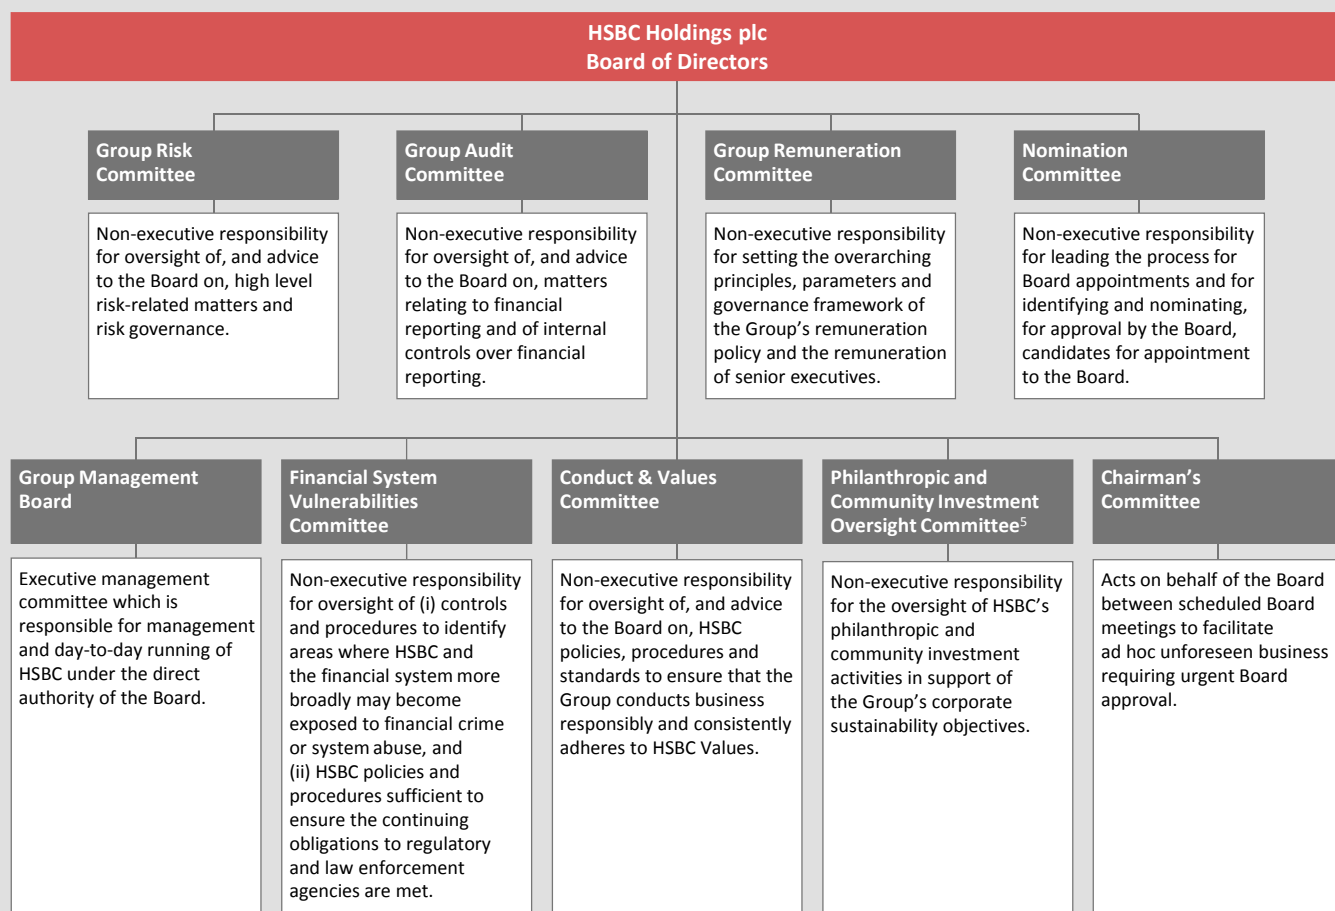 HSBC Holdings plc
Board of Directors
Group Risk
Committee
Non-executive responsibility
for oversight of, and advice
to the Board on, high level
risk-related matters and
risk governance.
Group Audit
Committee
Non-executive responsibility
for oversight of, and advice
to the Board on, matters
relating to financial
reporting and of internal
controls over financial
reporting.
Group Remuneration
Committee
Non-executive responsibility
for setting the overarching
principles, parameters and
governance framework of
the Group’s remuneration
policy and the remuneration
of senior executives.
Nomination
Committee
Non-executive responsibility
for leading the process for
Board appointments and for
identifying and nominating,
for approval by the Board,
candidates for appointment
to the Board.
Group Management
Board
Executive management
committee which is
responsible for management
and day-to-day running of
HSBC under the direct
authority of the Board.
Financial System
Vulnerabilities
Committee
Non-executive responsibility
for oversight of (i) controls
and procedures to identify
areas where HSBC and
the financial system more
broadly may become
exposed to financial crime
or system abuse, and
(ii) HSBC policies and
procedures sufficient to
ensure the continuing
obligations to regulatory
and law enforcement
agencies are met.
Conduct & Values
Committee
Non-executive responsibility
for oversight of, and advice
to the Board on, HSBC
policies, procedures and
standards to ensure that the
Group conducts business
responsibly and consistently
adheres to HSBC Values.
Philanthropic and
Community Investment
Oversight Committee⁵
Non-executive responsibility
for the oversight of HSBC’s
philanthropic and
community investment
activities in support of
the Group’s corporate
sustainability objectives.
Chairman’s
Committee
Acts on behalf of the Board
between scheduled Board
meetings to facilitate
ad hoc unforeseen business
requiring urgent Board
approval.